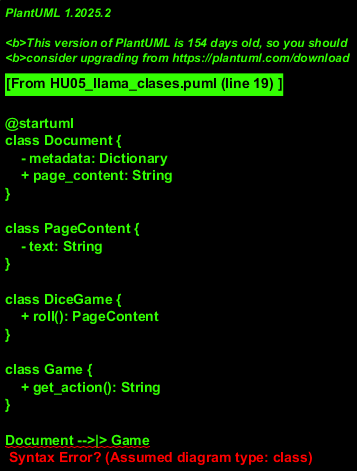 PlantUML 1.2025.2
<b>This version of PlantUML is 154 days old, so you should
<b>consider upgrading from https://plantuml.com/download
[From HU05_llama_clases.puml (line 19) ]
@startuml
class Document {
- metadata: Dictionary
+ page_content: String
}
class PageContent {
- text: String
}
class DiceGame {
+ roll(): PageContent
}
class Game {
+ get_action(): String
}
Document -->|> Game
Syntax Error? (Assumed diagram type: class)